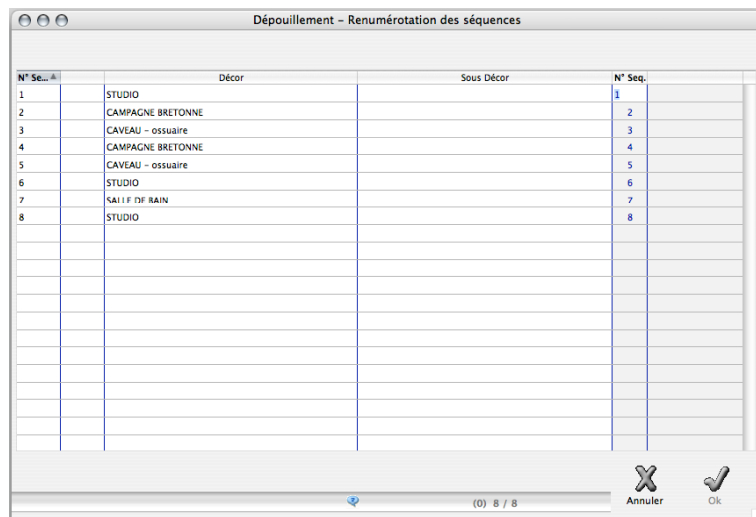 Dépouillement – Renumérotation des séquences
N° Se... Décor Sous Décor N° Seq.
1 STUDIO 1
2 CAMPAGNE BRETONNE 2
3 CAVEAU – ossuaire 3
4 CAMPAGNE BRETONNE 4
5 CAVEAU – ossuaire 5
6 STUDIO 6
7 SALLE DE BAIN 7
8 STUDIO 8
Annuler Ok
(0) 8 / 8